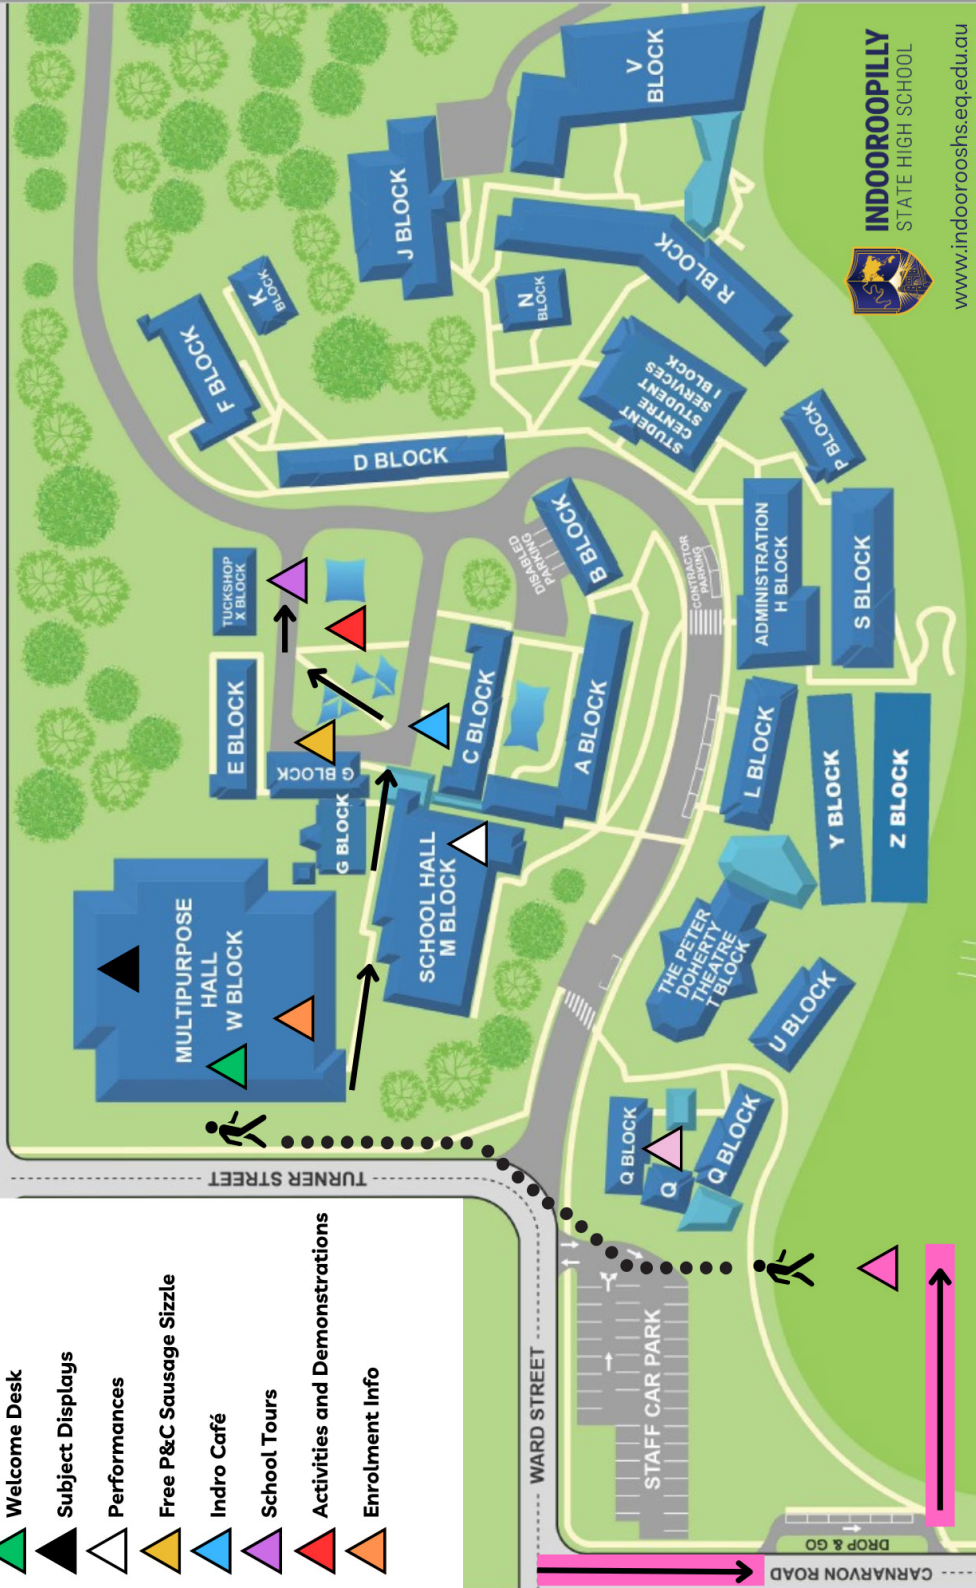 Welcome Desk
Subject Displays
Performances
Free P&C Sausage Sizzle
Indro Café
School Tours
Activities and Demonstrations
Enrolment Info
TURNER STREET
WARD STREET
CARNARVON ROAD
DROP & GO
STAFF CAR PARK
MULTIPURPOSE
HALL
W BLOCK
SCHOOL HALL
M BLOCK
G BLOCK
G BLOCK
E BLOCK
TUCKSHOP
X BLOCK
C BLOCK
A BLOCK
B BLOCK
DISABLED
PARKING
CONTRACTOR
PARKING
D BLOCK
F BLOCK
K
BLOCK
J BLOCK
N
BLOCK
V
BLOCK
R BLOCK
STUDENT
CENTRE
STUDENT
SERVICES
I BLOCK
P BLOCK
ADMINISTRATION
H BLOCK
S BLOCK
L BLOCK
Y BLOCK
Z BLOCK
THE PETER
DOHERTY
THEATRE
T BLOCK
U BLOCK
Q BLOCK
Q
Q BLOCK
INDOOROOPILLY
STATE HIGH SCHOOL
www.indoorooshs.eq.edu.au